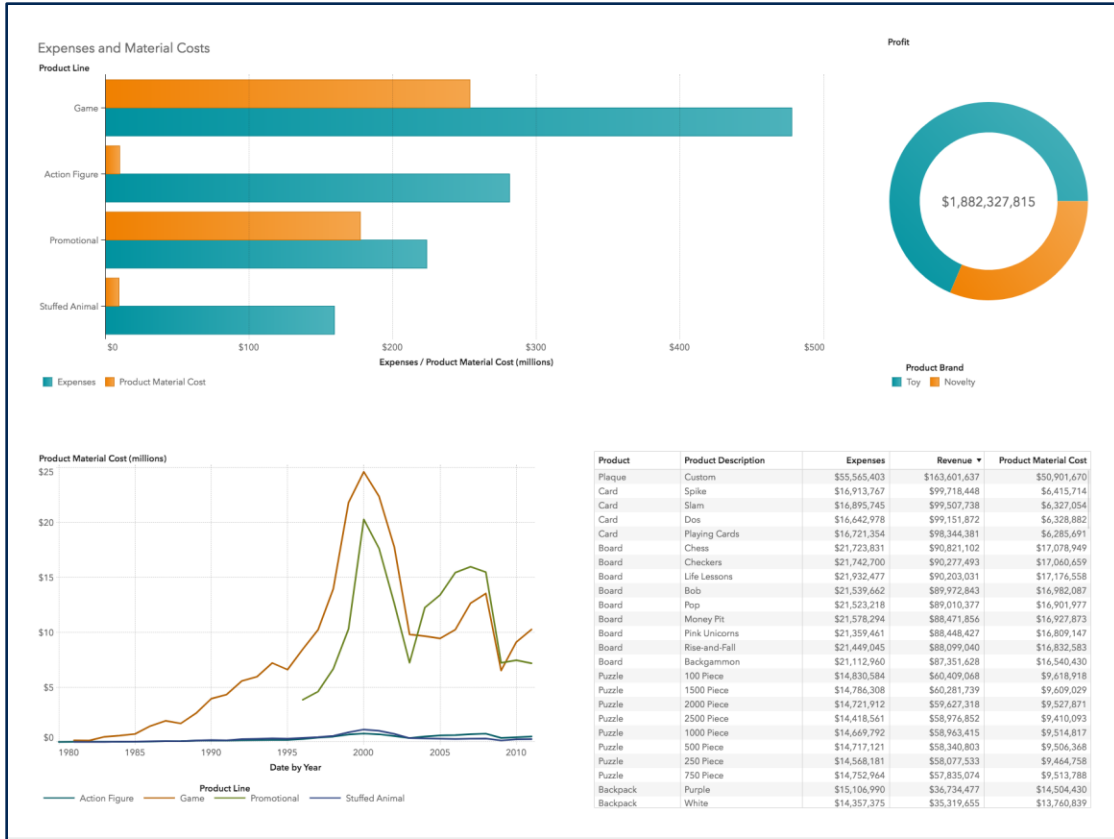 Expenses and Material Costs
Product Line
Game
Action Figure
Promotional
Stuffed Animal
$0 $100 $200 $300 $400 $500
Expenses / Product Material Cost (millions)
Expenses Product Material Cost
Profit
$1,882,327,815
Product Brand
Toy Novelty
Product Material Cost (millions)
$25
$20
$15
$10
$5
$0
1980 1985 1990 1995 2000 2005 2010
Date by Year
Product Line
Action Figure Game Promotional Stuffed Animal
Product Product Description Expenses Revenue Product Material Cost
Plaque Custom $55,565,403 $163,601,637 $50,901,670
Card Spike $16,913,767 $99,718,448 $6,415,714
Card Slam $16,895,745 $99,507,738 $6,327,054
Card Dos $16,642,978 $99,151,872 $6,328,882
Card Playing Cards $16,721,354 $98,344,381 $6,285,691
Board Chess $21,723,831 $90,821,102 $17,078,949
Board Checkers $21,742,700 $90,277,493 $17,060,659
Board Life Lessons $21,932,477 $90,203,031 $17,176,558
Board Bob $21,539,662 $89,972,843 $16,982,087
Board Pop $21,523,218 $89,010,377 $16,901,977
Board Money Pit $21,578,294 $88,471,856 $16,927,873
Board Pink Unicorns $21,359,461 $88,448,427 $16,809,147
Board Rise-and-Fall $21,449,045 $88,099,040 $16,832,583
Board Backgammon $21,112,960 $87,351,628 $16,540,430
Puzzle 100 Piece $14,830,584 $60,409,068 $9,618,918
Puzzle 1500 Piece $14,786,308 $60,281,739 $9,609,029
Puzzle 2000 Piece $14,721,912 $59,627,318 $9,527,871
Puzzle 2500 Piece $14,418,561 $58,976,852 $9,410,093
Puzzle 1000 Piece $14,669,792 $58,963,415 $9,514,817
Puzzle 500 Piece $14,717,121 $58,340,803 $9,506,368
Puzzle 250 Piece $14,568,181 $58,077,533 $9,464,758
Puzzle 750 Piece $14,752,964 $57,835,074 $9,513,788
Backpack Purple $15,106,990 $36,734,477 $14,504,430
Backpack White $14,357,375 $35,319,655 $13,760,839